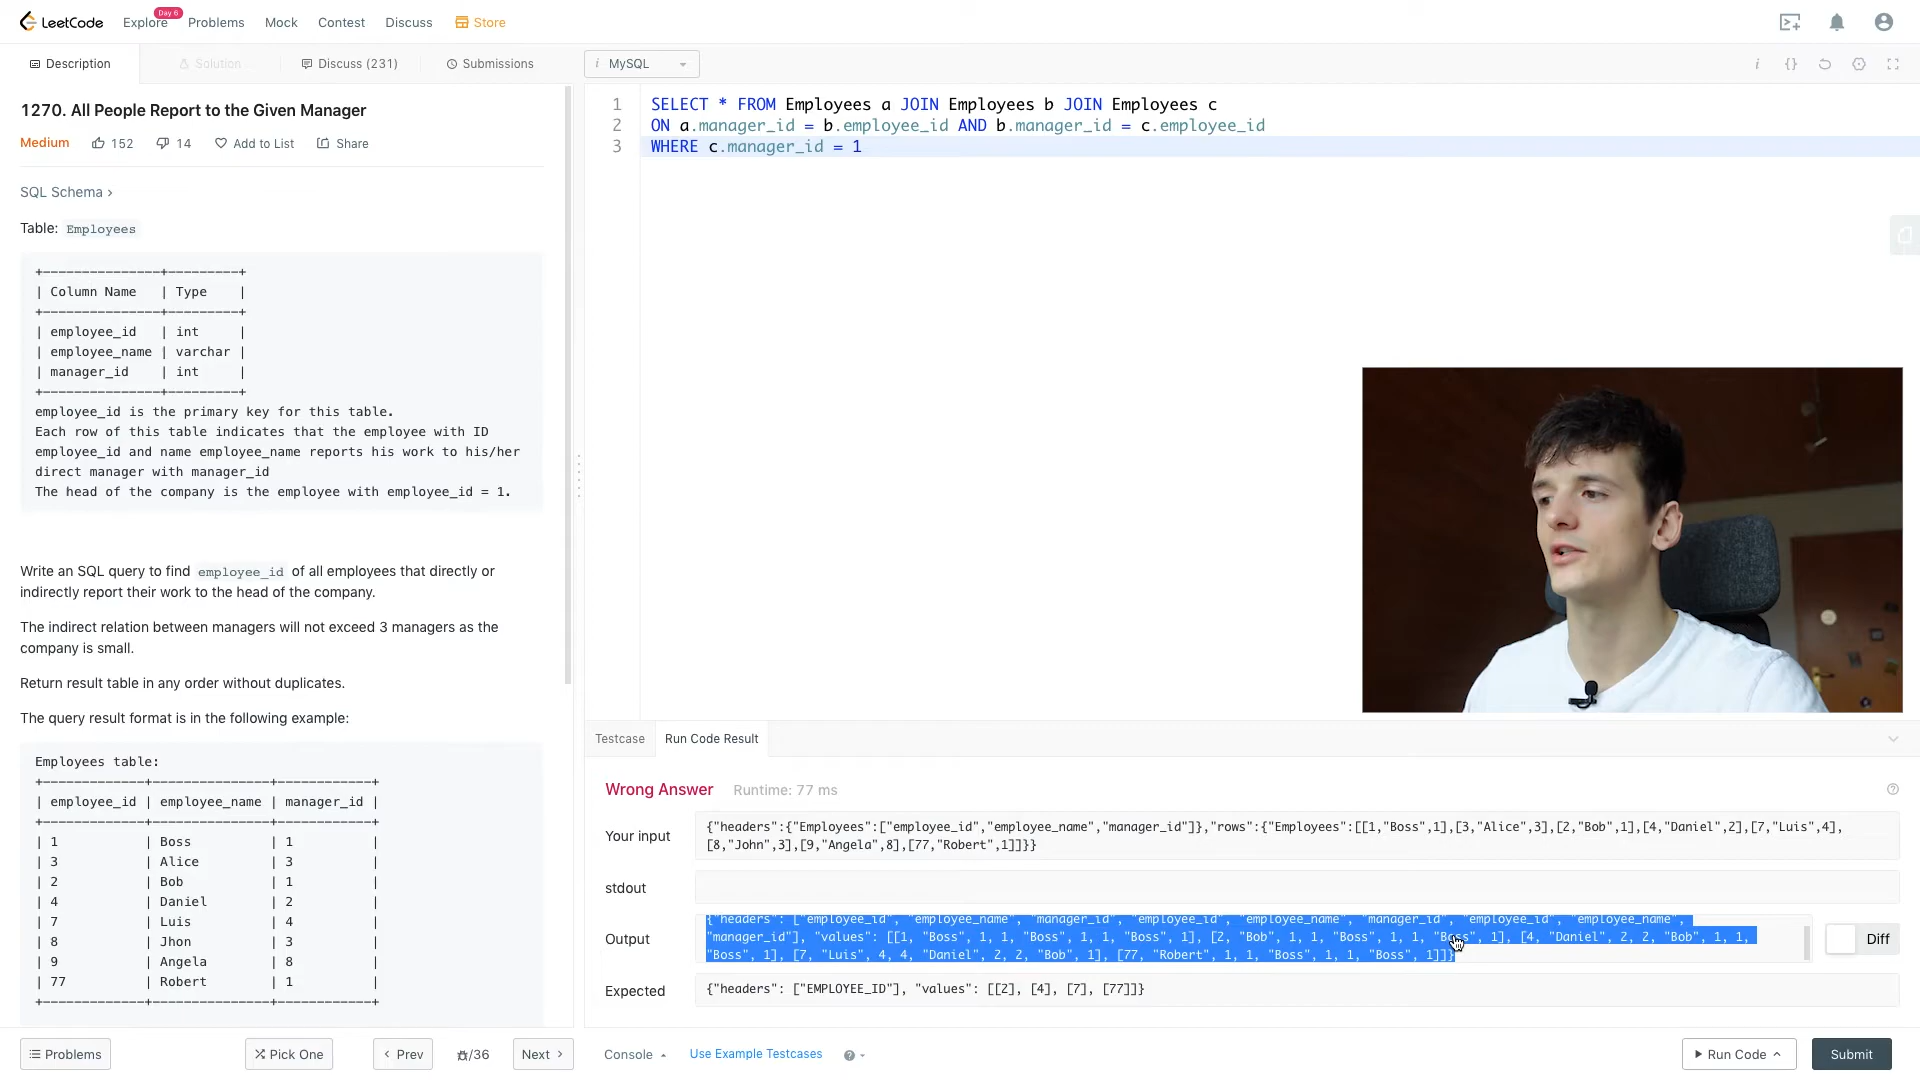 LeetCode
Explore
Day 6
Problems
Mock
Contest
Discuss
Store
Description
Solution
Discuss (231)
Submissions
MySQL
1270. All People Report to the Given Manager
Medium
152
14
Add to List
Share
SQL Schema ›
Table: Employees
+---------------+---------+
| Column Name   | Type    |
+---------------+---------+
| employee_id   | int     |
| employee_name | varchar |
| manager_id    | int     |
+---------------+---------+
employee_id is the primary key for this table.
Each row of this table indicates that the employee with ID
employee_id and name employee_name reports his work to his/her
direct manager with manager_id
The head of the company is the employee with employee_id = 1.
Write an SQL query to find employee_id of all employees that directly or
indirectly report their work to the head of the company.
The indirect relation between managers will not exceed 3 managers as the
company is small.
Return result table in any order without duplicates.
The query result format is in the following example:
Employees table:
+-------------+---------------+------------+
| employee_id | employee_name | manager_id |
+-------------+---------------+------------+
| 1           | Boss          | 1          |
| 3           | Alice         | 3          |
| 2           | Bob           | 1          |
| 4           | Daniel        | 2          |
| 7           | Luis          | 4          |
| 8           | Jhon          | 3          |
| 9           | Angela        | 8          |
| 77          | Robert        | 1          |
+-------------+---------------+------------+
1 SELECT * FROM Employees a JOIN Employees b JOIN Employees c
2 ON a.manager_id = b.employee_id AND b.manager_id = c.employee_id
3 WHERE c.manager_id = 1
Testcase
Run Code Result
Wrong Answer
Runtime: 77 ms
Your input
{"headers":{"Employees":["employee_id","employee_name","manager_id"]},"rows":{"Employees":[[1,"Boss",1],[3,"Alice",3],[2,"Bob",1],[4,"Daniel",2],[7,"Luis",4],
[8,"John",3],[9,"Angela",8],[77,"Robert",1]]}}
stdout
Output
{"headers": ["employee_id", "employee_name", "manager_id", "employee_id", "employee_name", "manager_id", "employee_id", "employee_name",
"manager_id"], "values": [[1, "Boss", 1, 1, "Boss", 1, 1, "Boss", 1], [2, "Bob", 1, 1, "Boss", 1, 1, "Boss", 1], [4, "Daniel", 2, 2, "Bob", 1, 1,
"Boss", 1], [7, "Luis", 4, 4, "Daniel", 2, 2, "Bob", 1], [77, "Robert", 1, 1, "Boss", 1, 1, "Boss", 1]]}
Diff
Expected
{"headers": ["EMPLOYEE_ID"], "values": [[2], [4], [7], [77]]}
Problems
Pick One
‹ Prev
/36
Next ›
Console
Use Example Testcases
Run Code
Submit